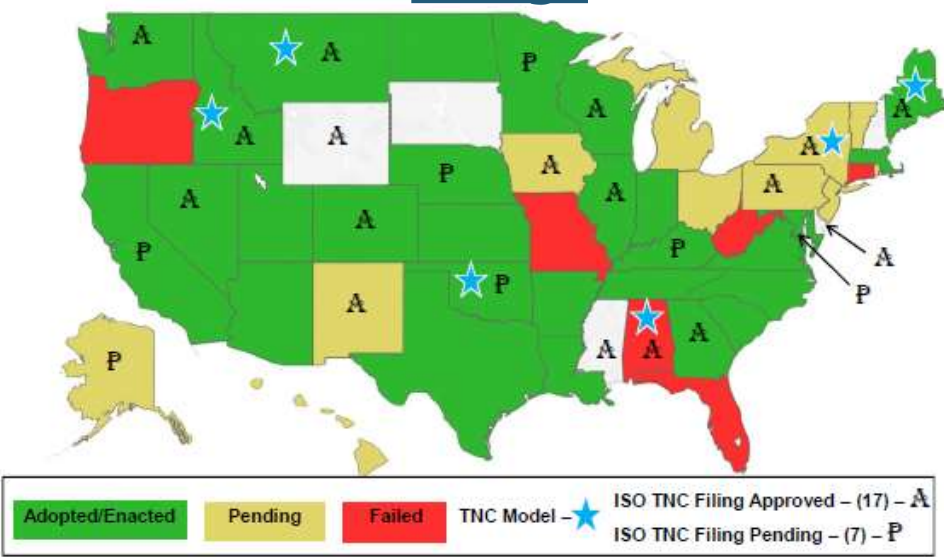 A
P
A
A
A
A
A
A
A
P
A
A
A
A
P
P
A
P
P
A
A
A
A
P
Adopted/Enacted
Pending
Failed
TNC Model –
ISO TNC Filing Approved – (17) – A
ISO TNC Filing Pending – (7) – P